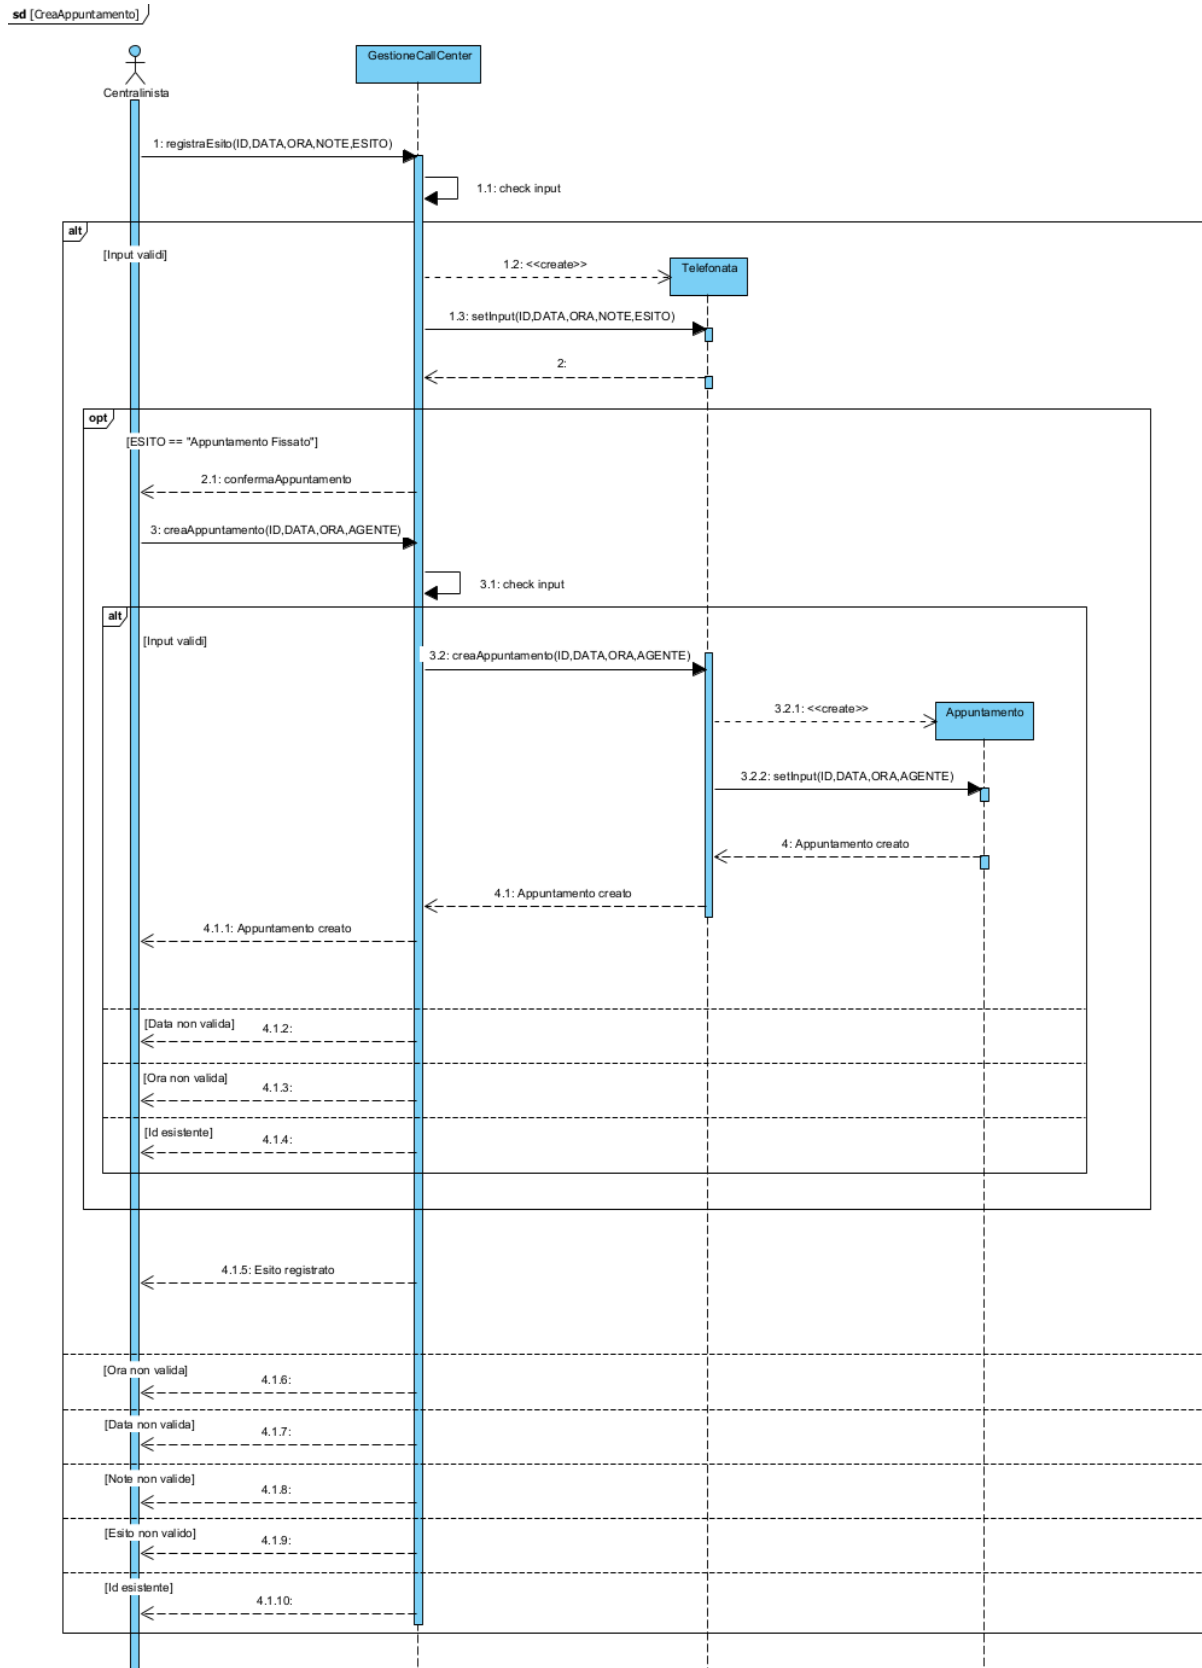 sd [CreaAppuntamento]
Centralinista
GestioneCallCenter
1: registraEsito(ID,DATA,ORA,NOTE,ESITO)
1.1: check input
alt
[Input validi]
1.2: <<create>>
Telefonata
1.3: setInput(ID,DATA,ORA,NOTE,ESITO)
2:
opt
[ESITO == "Appuntamento Fissato"]
2.1: confermaAppuntamento
3: creaAppuntamento(ID,DATA,ORA,AGENTE)
3.1: check input
alt
[Input validi]
3.2: creaAppuntamento(ID,DATA,ORA,AGENTE)
3.2.1: <<create>>
Appuntamento
3.2.2: setInput(ID,DATA,ORA,AGENTE)
4: Appuntamento creato
4.1: Appuntamento creato
4.1.1: Appuntamento creato
[Data non valida]
4.1.2:
[Ora non valida]
4.1.3:
[Id esistente]
4.1.4:
4.1.5: Esito registrato
[Ora non valida]
4.1.6:
[Data non valida]
4.1.7:
[Note non valide]
4.1.8:
[Esito non valido]
4.1.9:
[Id esistente]
4.1.10: